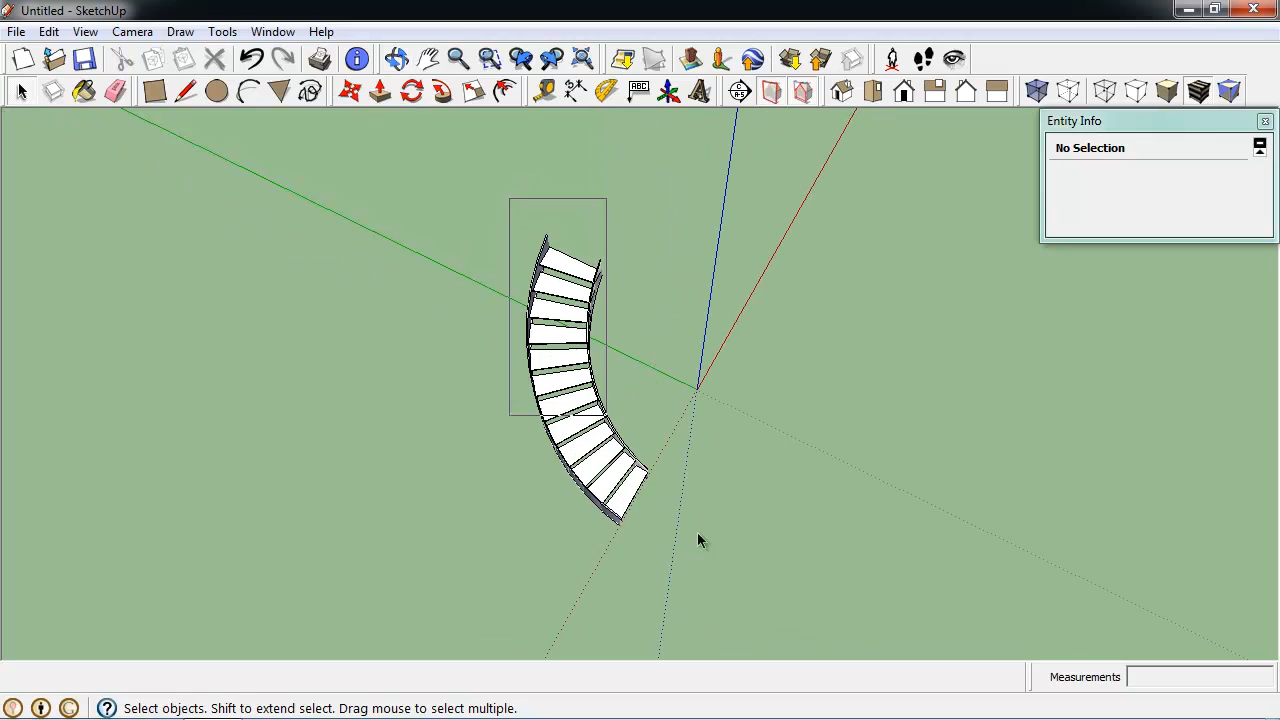 Untitled - SketchUp
File Edit View Camera Draw Tools Window Help
ABC
Entity Info
No Selection
Measurements
Select objects. Shift to extend select. Drag mouse to select multiple.